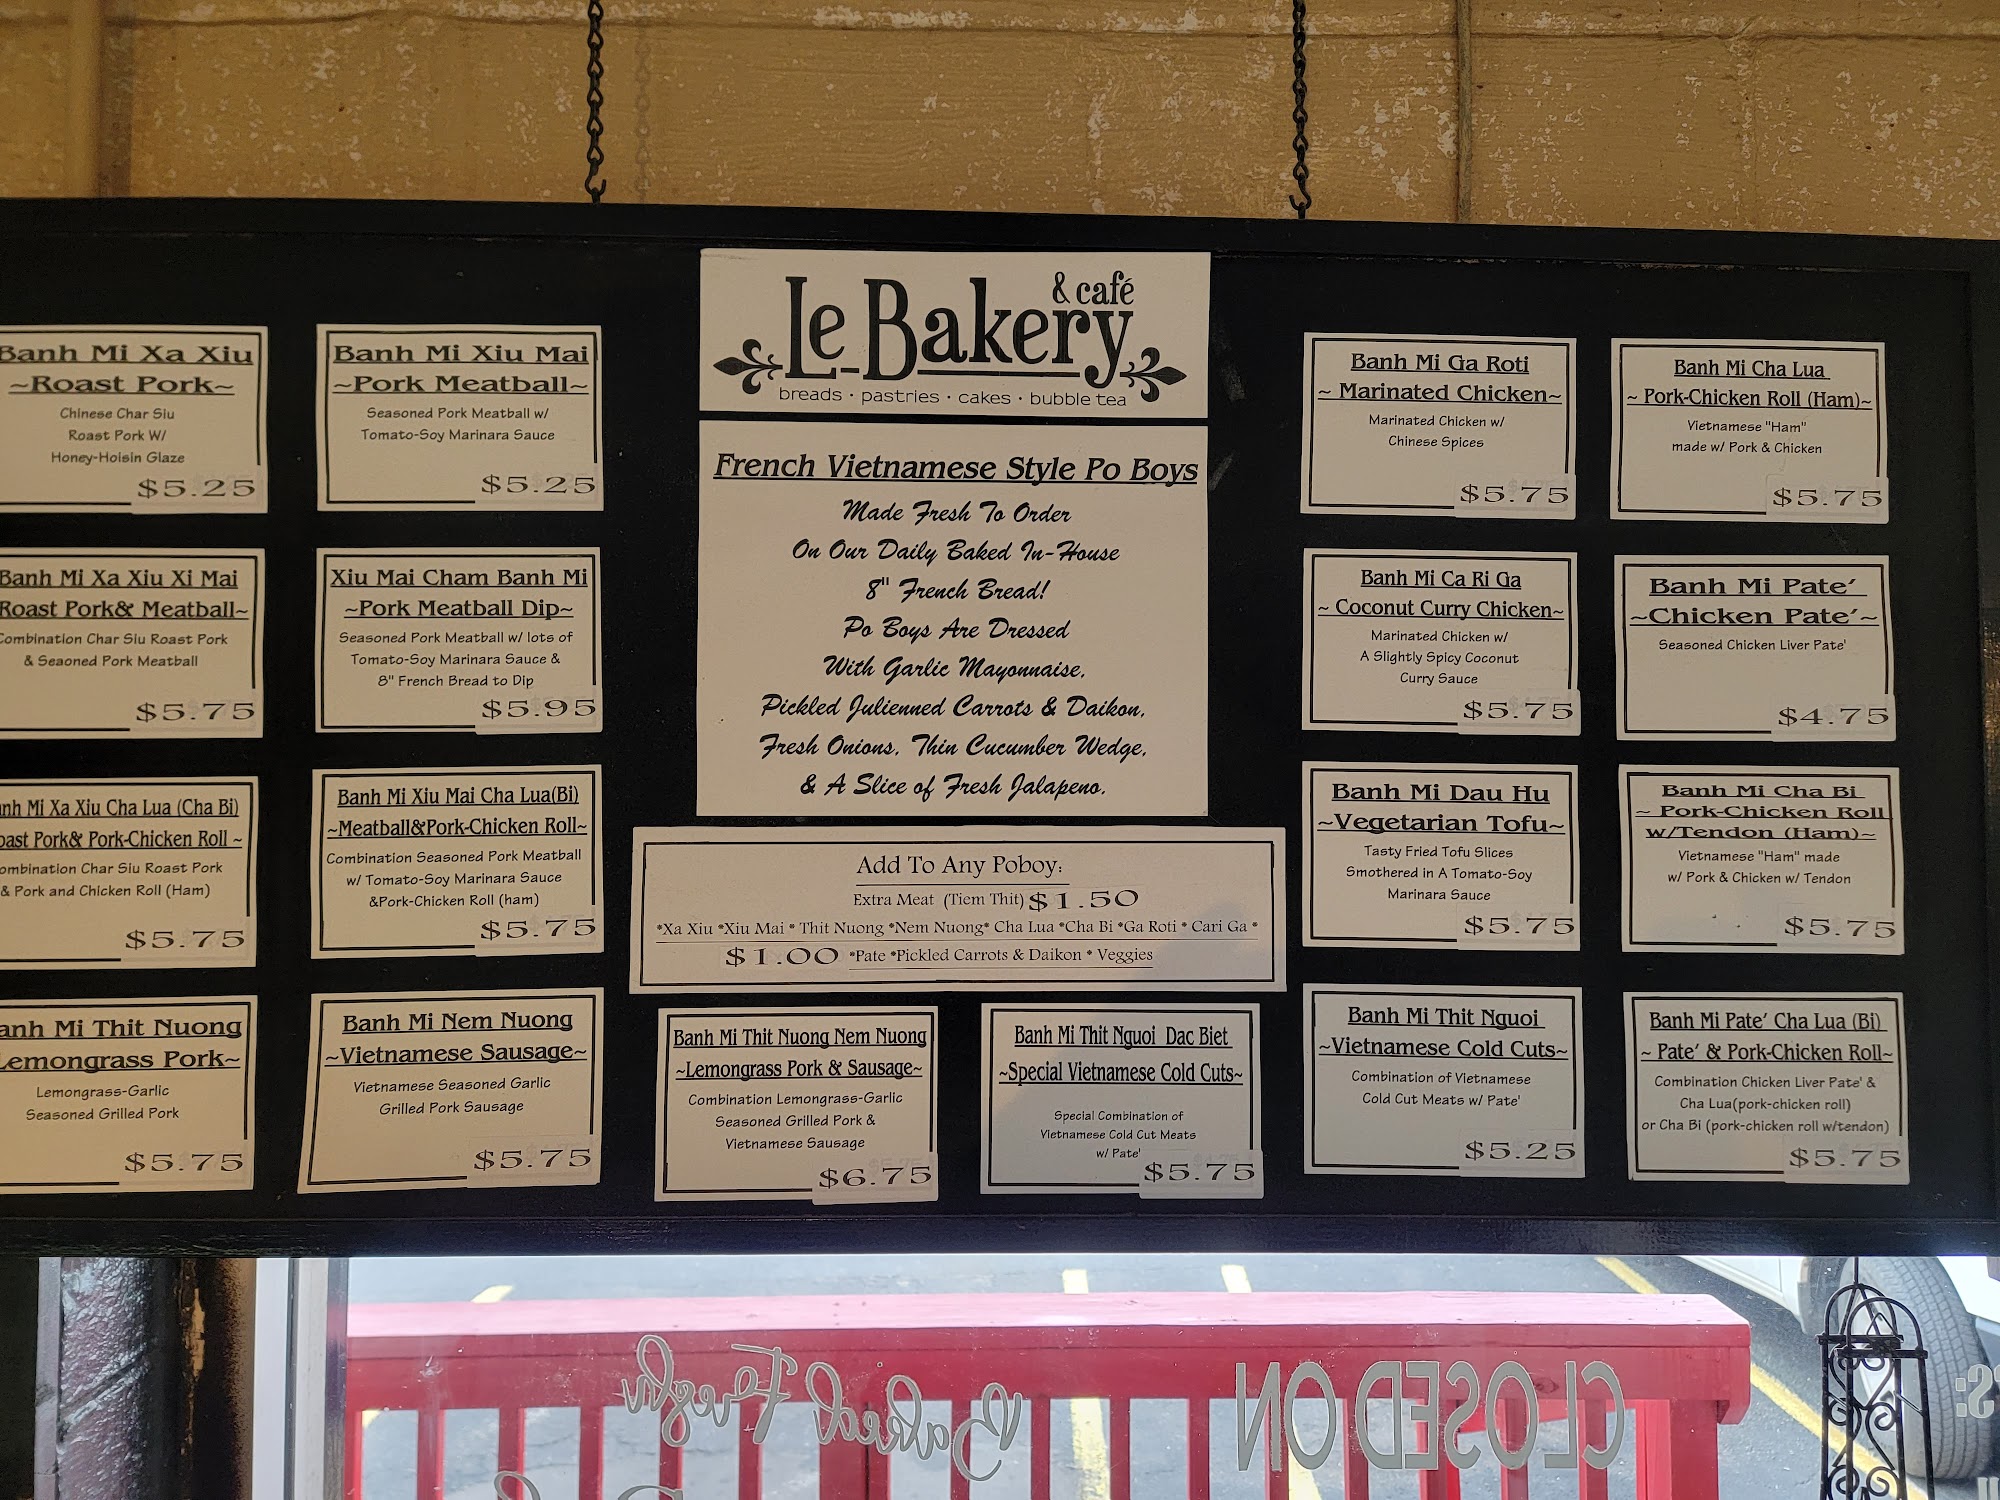 Banh Mi Xa Xiu
~Roast Pork~
Chinese Char Siu
Roast Pork W/
Honey-Hoisin Glaze
$5.25
Banh Mi Xiu Mai
~Pork Meatball~
Seasoned Pork Meatball w/
Tomato-Soy Marinara Sauce
$5.25
Banh Mi Xa Xiu Xi Mai
Roast Pork& Meatball~
Combination Char Siu Roast Pork
& Seaoned Pork Meatball
$5.75
Xiu Mai Cham Banh Mi
~Pork Meatball Dip~
Seasoned Pork Meatball w/ lots of
Tomato-Soy Marinara Sauce &
8" French Bread to Dip
$5.95
Mi Xa Xiu Cha Lua (Cha Bi)
Pork& Pork-Chicken Roll ~
Char Siu Roast Pork
& Pork and Chicken Roll (Ham)
$5.75
Banh Mi Xiu Mai Cha Lua(Bi)
~Meatball&Pork-Chicken Roll~
Combination Seasoned Pork Meatball
w/ Tomato-Soy Marinara Sauce
&Pork-Chicken Roll (ham)
$5.75
Mi Thit Nuong
Lemongrass Pork~
Lemongrass-Garlic
Seasoned Grilled Pork
$5.75
Banh Mi Nem Nuong
~Vietnamese Sausage~
Vietnamese Seasoned Garlic
Grilled Pork Sausage
$5.75
Le Bakery & café
breads · pastries · cakes · bubble tea
French Vietnamese Style Po Boys
Made Fresh To Order
On Our Daily Baked In-House
8" French Bread!
Po Boys Are Dressed
With Garlic Mayonnaise,
Pickled Julienned Carrots & Daikon,
Fresh Onions, Thin Cucumber Wedge,
& A Slice of Fresh Jalapeno.
Add To Any Poboy:
Extra Meat (Tiem Thit) $1.50
*Xa Xiu *Xiu Mai * Thit Nuong *Nem Nuong* Cha Lua *Cha Bi *Ga Roti * Cari Ga *
$1.00 *Pate *Pickled Carrots & Daikon * Veggies
Banh Mi Thit Nuong Nem Nuong
~Lemongrass Pork & Sausage~
Combination Lemongrass-Garlic
Seasoned Grilled Pork &
Vietnamese Sausage
$6.75
Banh Mi Thit Nguoi Dac Biet
~Special Vietnamese Cold Cuts~
Special Combination of
Vietnamese Cold Cut Meats
w/ Pate'
$5.75
Banh Mi Ga Roti
~ Marinated Chicken~
Marinated Chicken w/
Chinese Spices
$5.75
Banh Mi Cha Lua
~ Pork-Chicken Roll (Ham)~
Vietnamese "Ham"
made w/ Pork & Chicken
$5.75
Banh Mi Ca Ri Ga
~ Coconut Curry Chicken~
Marinated Chicken w/
A Slightly Spicy Coconut
Curry Sauce
$5.75
Banh Mi Pate'
~Chicken Pate'~
Seasoned Chicken Liver Pate'
$4.75
Banh Mi Dau Hu
~Vegetarian Tofu~
Tasty Fried Tofu Slices
Smothered in A Tomato-Soy
Marinara Sauce
$5.75
Banh Mi Cha Bi
~ Pork-Chicken Roll
w/Tendon (Ham)~
Vietnamese "Ham" made
w/ Pork & Chicken w/ Tendon
$5.75
Banh Mi Thit Nguoi
~Vietnamese Cold Cuts~
Combination of Vietnamese
Cold Cut Meats w/ Pate'
$5.25
Banh Mi Pate' Cha Lua (Bi)
~ Pate' & Pork-Chicken Roll~
Combination Chicken Liver Pate' &
Cha Lua(pork-chicken roll)
or Cha Bi (pork-chicken roll w/tendon)
$5.75
Baked Fresh
CLOSED ON